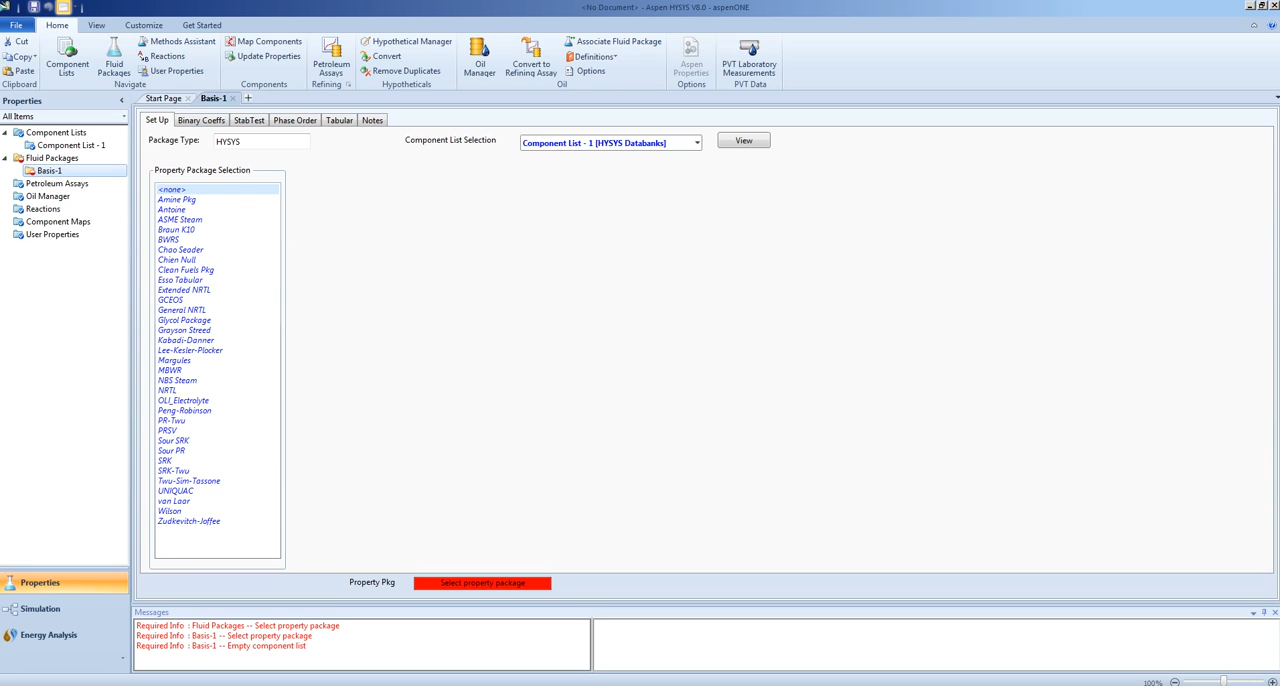 <No Document> - Aspen HYSYS V8.0 - aspenONE
File Home View Customize Get Started
Cut
Copy
Paste
Clipboard
Component Lists
Fluid Packages
Methods Assistant
Reactions
User Properties
Navigate
Map Components
Update Properties
Components
Petroleum Assays
Refining
Hypothetical Manager
Convert
Remove Duplicates
Hypotheticals
Oil Manager
Convert to Refining Assay
Associate Fluid Package
Definitions
Options
Oil
Aspen Properties
Options
PVT Laboratory Measurements
PVT Data
Properties
All Items
Component Lists
Component List - 1
Fluid Packages
Basis-1
Petroleum Assays
Oil Manager
Reactions
Component Maps
User Properties
Properties
Simulation
Energy Analysis
Start Page Basis-1 +
Set Up Binary Coeffs StabTest Phase Order Tabular Notes
Package Type: HYSYS Component List Selection Component List - 1 [HYSYS Databanks] View
Property Package Selection
<none>
Amine Pkg
Antoine
ASME Steam
Braun K10
BWRS
Chao Seader
Chien Null
Clean Fuels Pkg
Esso Tabular
Extended NRTL
GCEOS
General NRTL
Glycol Package
Grayson Streed
Kabadi-Danner
Lee-Kesler-Plocker
Margules
MBWR
NBS Steam
NRTL
OLI_Electrolyte
Peng-Robinson
PR-Twu
PRSV
Sour SRK
Sour PR
SRK
SRK-Twu
Twu-Sim-Tassone
UNIQUAC
van Laar
Wilson
Zudkevitch-Joffee
Property Pkg Select property package
Messages
Required Info : Fluid Packages -- Select property package
Required Info : Basis-1 -- Select property package
Required Info : Basis-1 -- Empty component list
100%